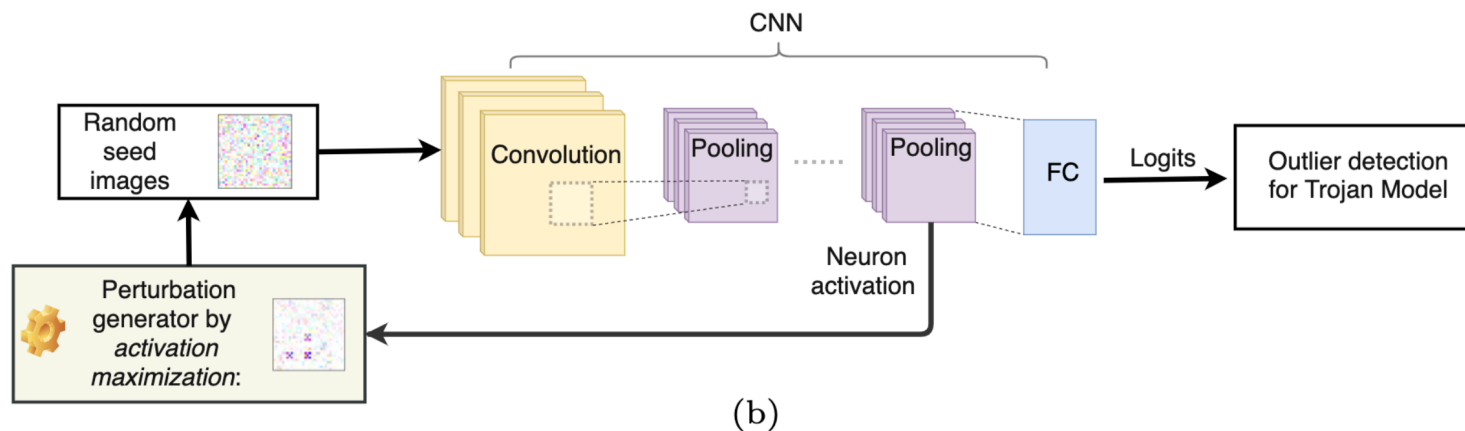 CNN
Random
seed
images
Convolution
Pooling
Pooling
FC
Logits
Outlier detection
for Trojan Model
Neuron
activation
Perturbation
generator by
activation
maximization:
(b)